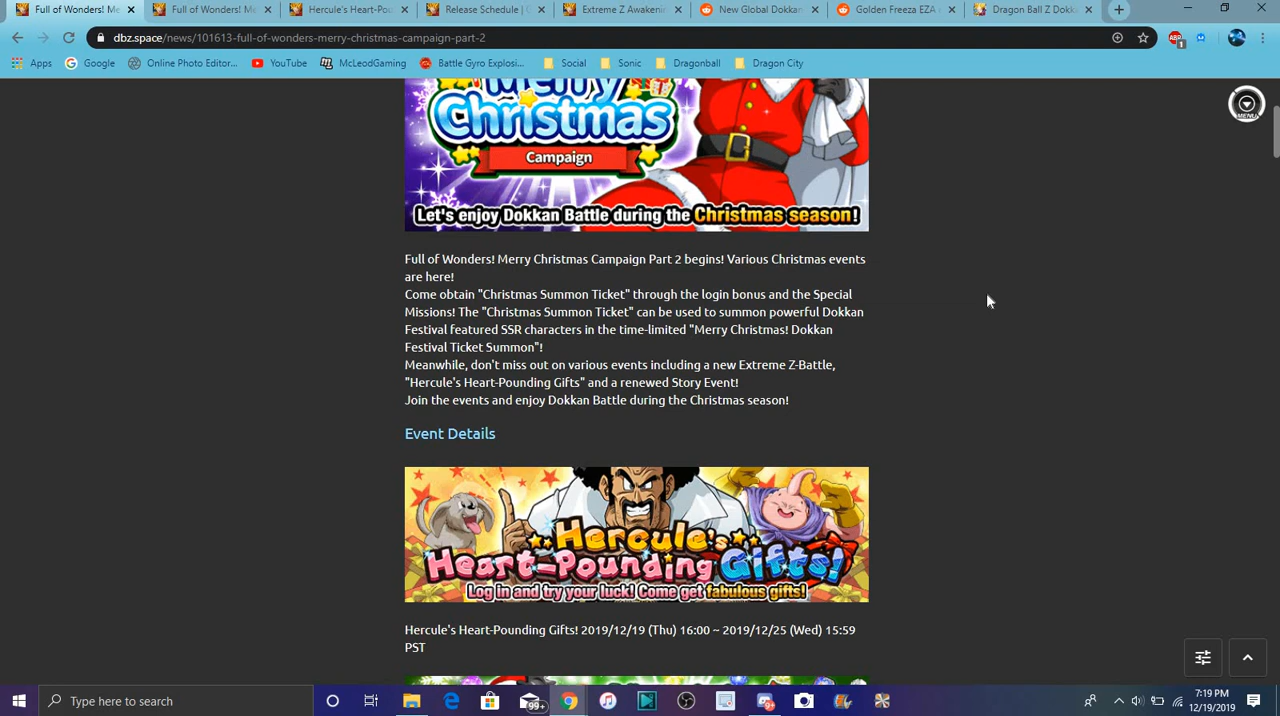 Full of Wonders! Me
Full of Wonders! Me
Hercule's Heart-Pou
Release Schedule | G
Extreme Z Awakenin
New Global Dokkan
Golden Freeza EZA
Dragon Ball Z Dokk
dbz.space/news/101613-full-of-wonders-merry-christmas-campaign-part-2
Apps
Google
Online Photo Editor...
YouTube
McLeodGaming
Battle Gyro Explosi...
Social
Sonic
Dragonball
Dragon City
Merry
Christmas
Campaign
Let's enjoy Dokkan Battle during the Christmas season!
MENU
Full of Wonders! Merry Christmas Campaign Part 2 begins! Various Christmas events
are here!
Come obtain "Christmas Summon Ticket" through the login bonus and the Special
Missions! The "Christmas Summon Ticket" can be used to summon powerful Dokkan
Festival featured SSR characters in the time-limited "Merry Christmas! Dokkan
Festival Ticket Summon"!
Meanwhile, don't miss out on various events including a new Extreme Z-Battle,
"Hercule's Heart-Pounding Gifts" and a renewed Story Event!
Join the events and enjoy Dokkan Battle during the Christmas season!
Event Details
Hercule's
Heart-Pounding Gifts!
Log in and try your luck! Come get fabulous gifts!
Hercule's Heart-Pounding Gifts! 2019/12/19 (Thu) 16:00 ~ 2019/12/25 (Wed) 15:59
PST
Type here to search
99+
7:19 PM
12/19/2019